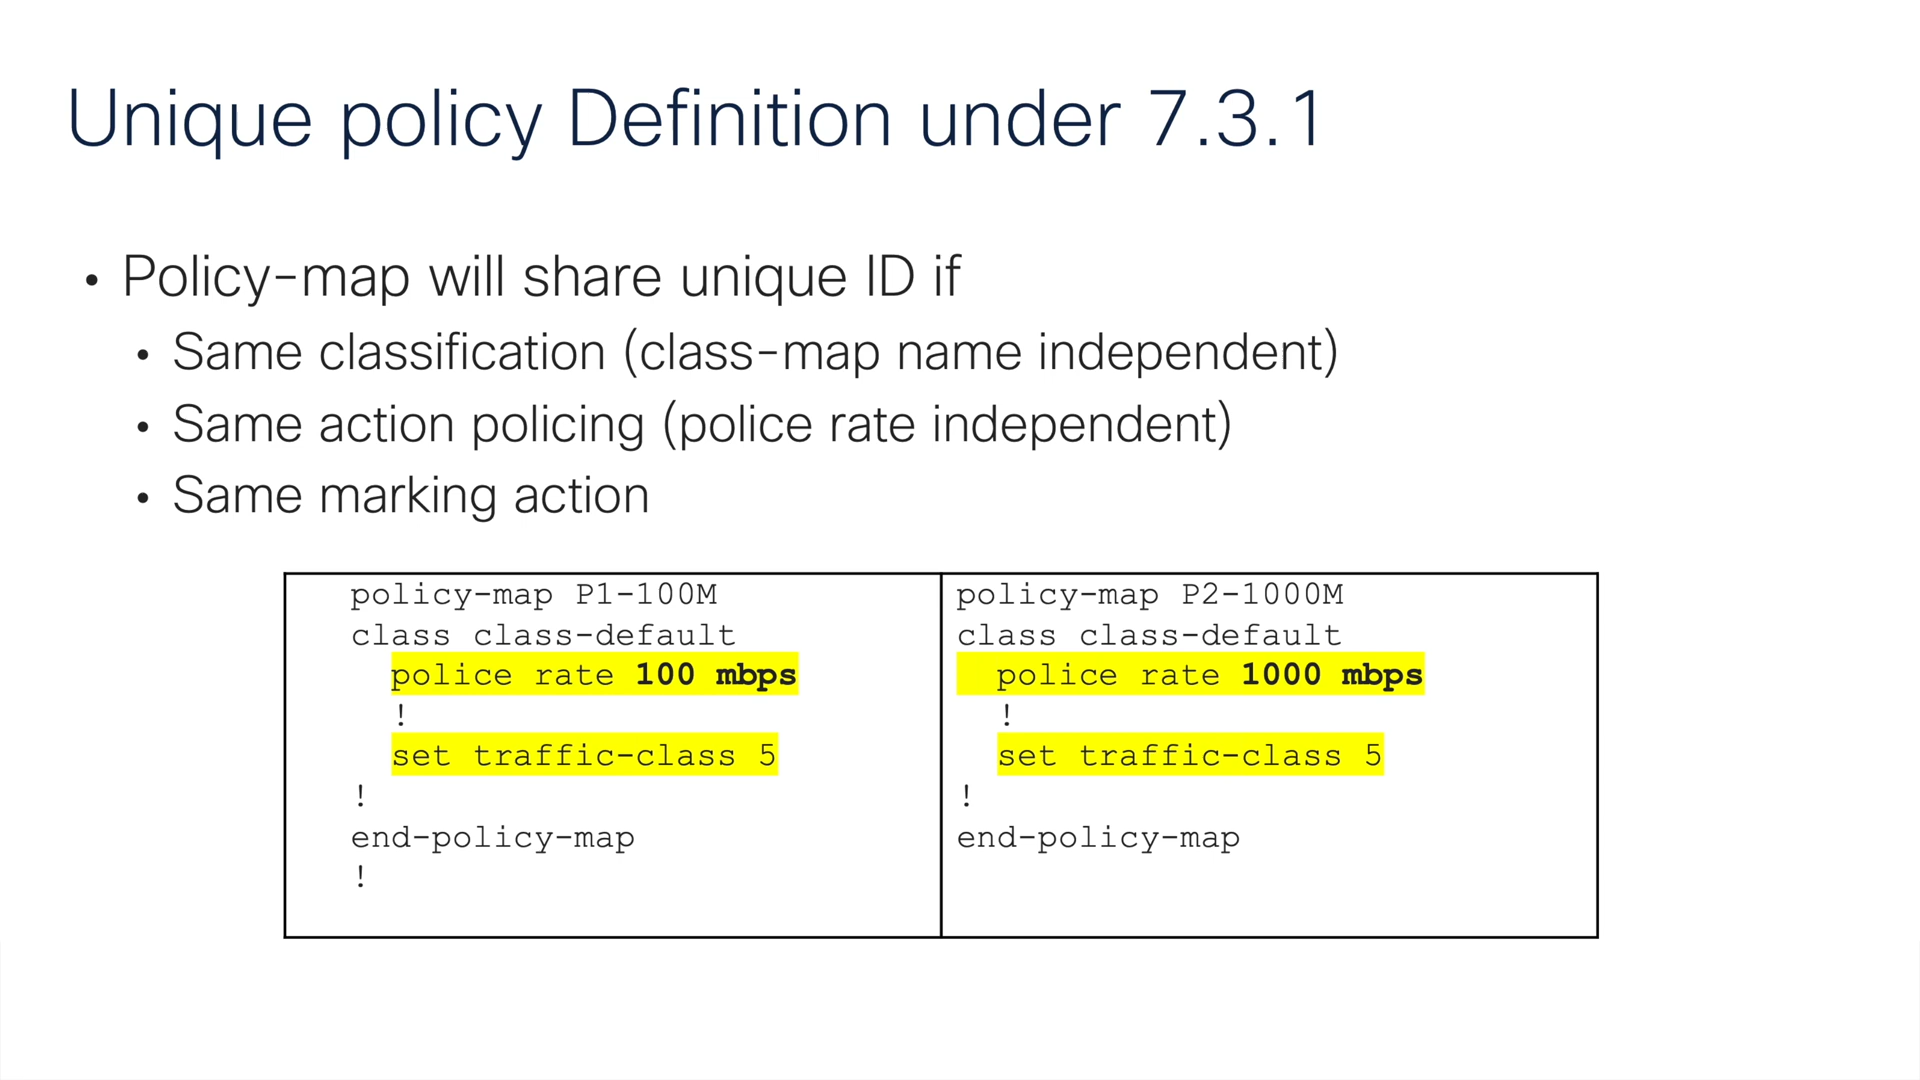 Unique policy Definition under 7.3.1
• Policy-map will share unique ID if
• Same classification (class-map name independent)
• Same action policing (police rate independent)
• Same marking action
policy-map P1-100M
class class-default
police rate 100 mbps
!
set traffic-class 5
!
end-policy-map
!
policy-map P2-1000M
class class-default
police rate 1000 mbps
!
set traffic-class 5
!
end-policy-map